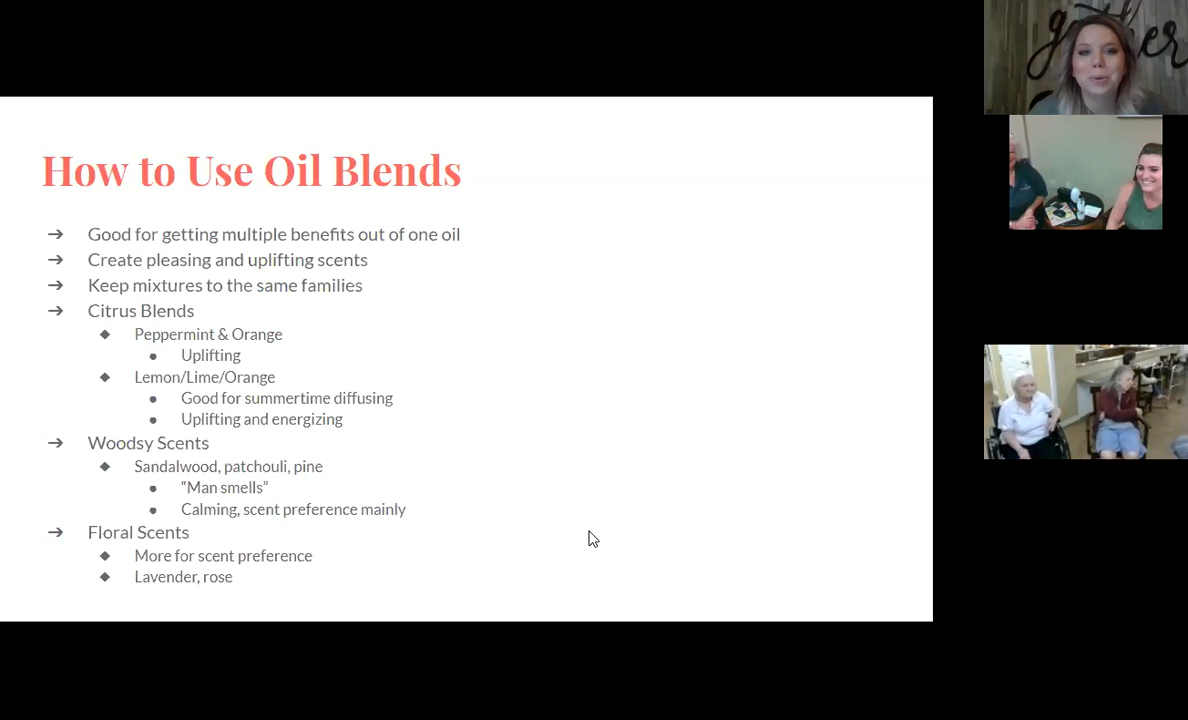 gather
How to Use Oil Blends
➔ Good for getting multiple benefits out of one oil
➔ Create pleasing and uplifting scents
➔ Keep mixtures to the same families
➔ Citrus Blends
◆ Peppermint & Orange
● Uplifting
◆ Lemon/Lime/Orange
● Good for summertime diffusing
● Uplifting and energizing
➔ Woodsy Scents
◆ Sandalwood, patchouli, pine
● “Man smells”
● Calming, scent preference mainly
➔ Floral Scents
◆ More for scent preference
◆ Lavender, rose